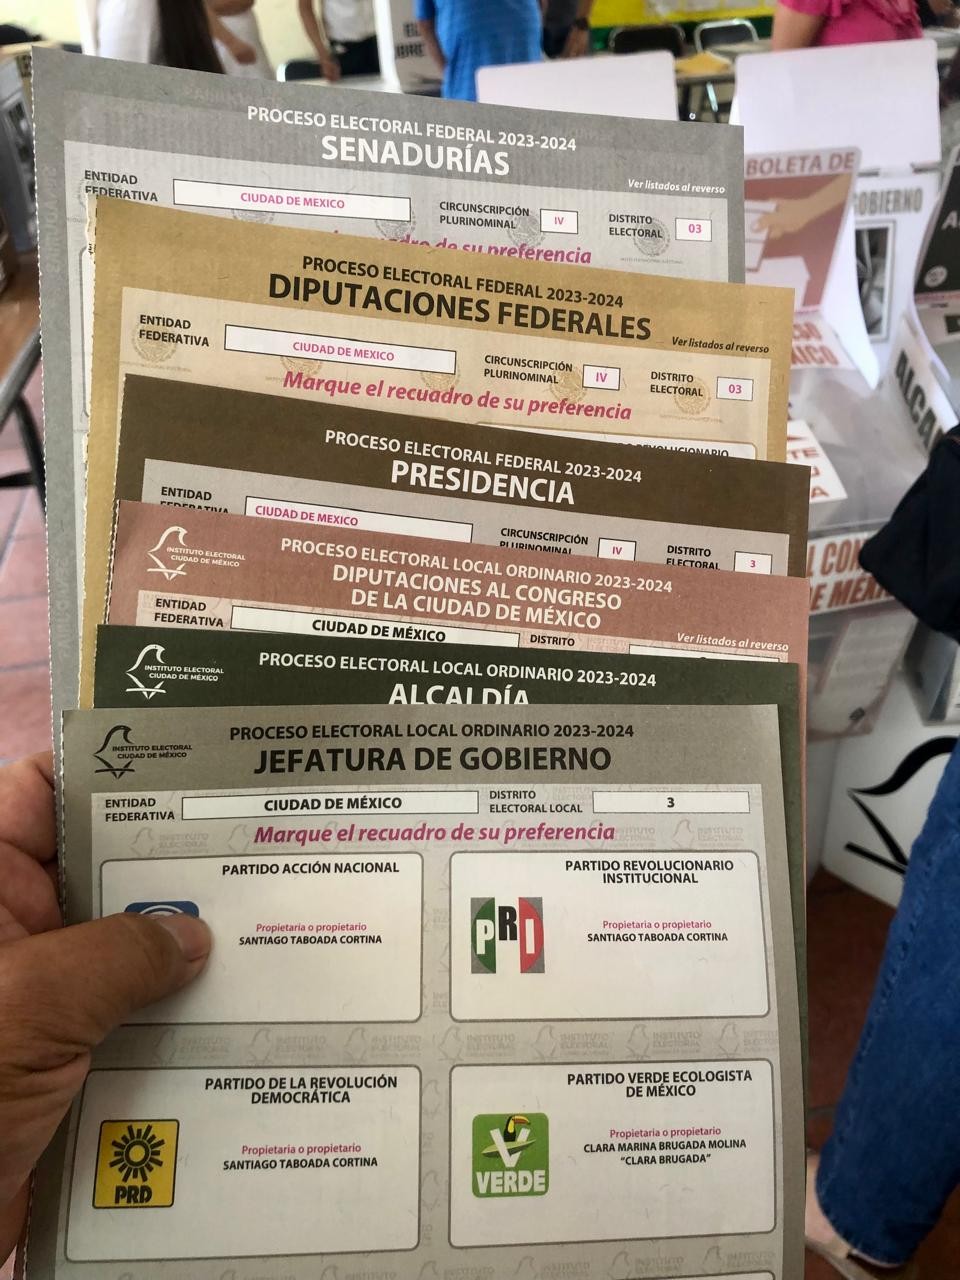 PROCESO ELECTORAL FEDERAL 2023-2024
SENADURÍAS
Ver listados al reverso
ENTIDAD
FEDERATIVA
CIUDAD DE MEXICO
CIRCUNSCRIPCIÓN
PLURINOMINAL
IV
DISTRITO
ELECTORAL
03
de su preferencia
PROCESO ELECTORAL FEDERAL 2023-2024
DIPUTACIONES FEDERALES
Ver listados al reverso
ENTIDAD
FEDERATIVA
CIUDAD DE MEXICO
CIRCUNSCRIPCIÓN
PLURINOMINAL
IV
DISTRITO
ELECTORAL
03
Marque el recuadro de su preferencia
PROCESO ELECTORAL FEDERAL 2023-2024
PRESIDENCIA
ENTIDAD
FEDERATIVA
CIUDAD DE MEXICO
CIRCUNSCRIPCIÓN
PLURINOMINAL
IV
DISTRITO
ELECTORAL
3
INSTITUTO ELECTORAL
CIUDAD DE MÉXICO
PROCESO ELECTORAL LOCAL ORDINARIO 2023-2024
DIPUTACIONES AL CONGRESO
DE LA CIUDAD DE MÉXICO
Ver listados al reverso
ENTIDAD
FEDERATIVA
CIUDAD DE MÉXICO
DISTRITO
INSTITUTO ELECTORAL
CIUDAD DE MÉXICO
PROCESO ELECTORAL LOCAL ORDINARIO 2023-2024
ALCALDÍA
INSTITUTO ELECTORAL
CIUDAD DE MÉXICO
PROCESO ELECTORAL LOCAL ORDINARIO 2023-2024
JEFATURA DE GOBIERNO
ENTIDAD
FEDERATIVA
CIUDAD DE MÉXICO
DISTRITO
ELECTORAL LOCAL
3
Marque el recuadro de su preferencia
PARTIDO ACCIÓN NACIONAL
Propietaria o propietario
SANTIAGO TABOADA CORTINA
PARTIDO REVOLUCIONARIO
INSTITUCIONAL
PRI
Propietaria o propietario
SANTIAGO TABOADA CORTINA
PARTIDO DE LA REVOLUCIÓN
DEMOCRÁTICA
PRD
Propietaria o propietario
SANTIAGO TABOADA CORTINA
PARTIDO VERDE ECOLOGISTA
DE MÉXICO
VERDE
Propietaria o propietario
CLARA MARINA BRUGADA MOLINA
"CLARA BRUGADA"
BOLETA DE
OBIERNO